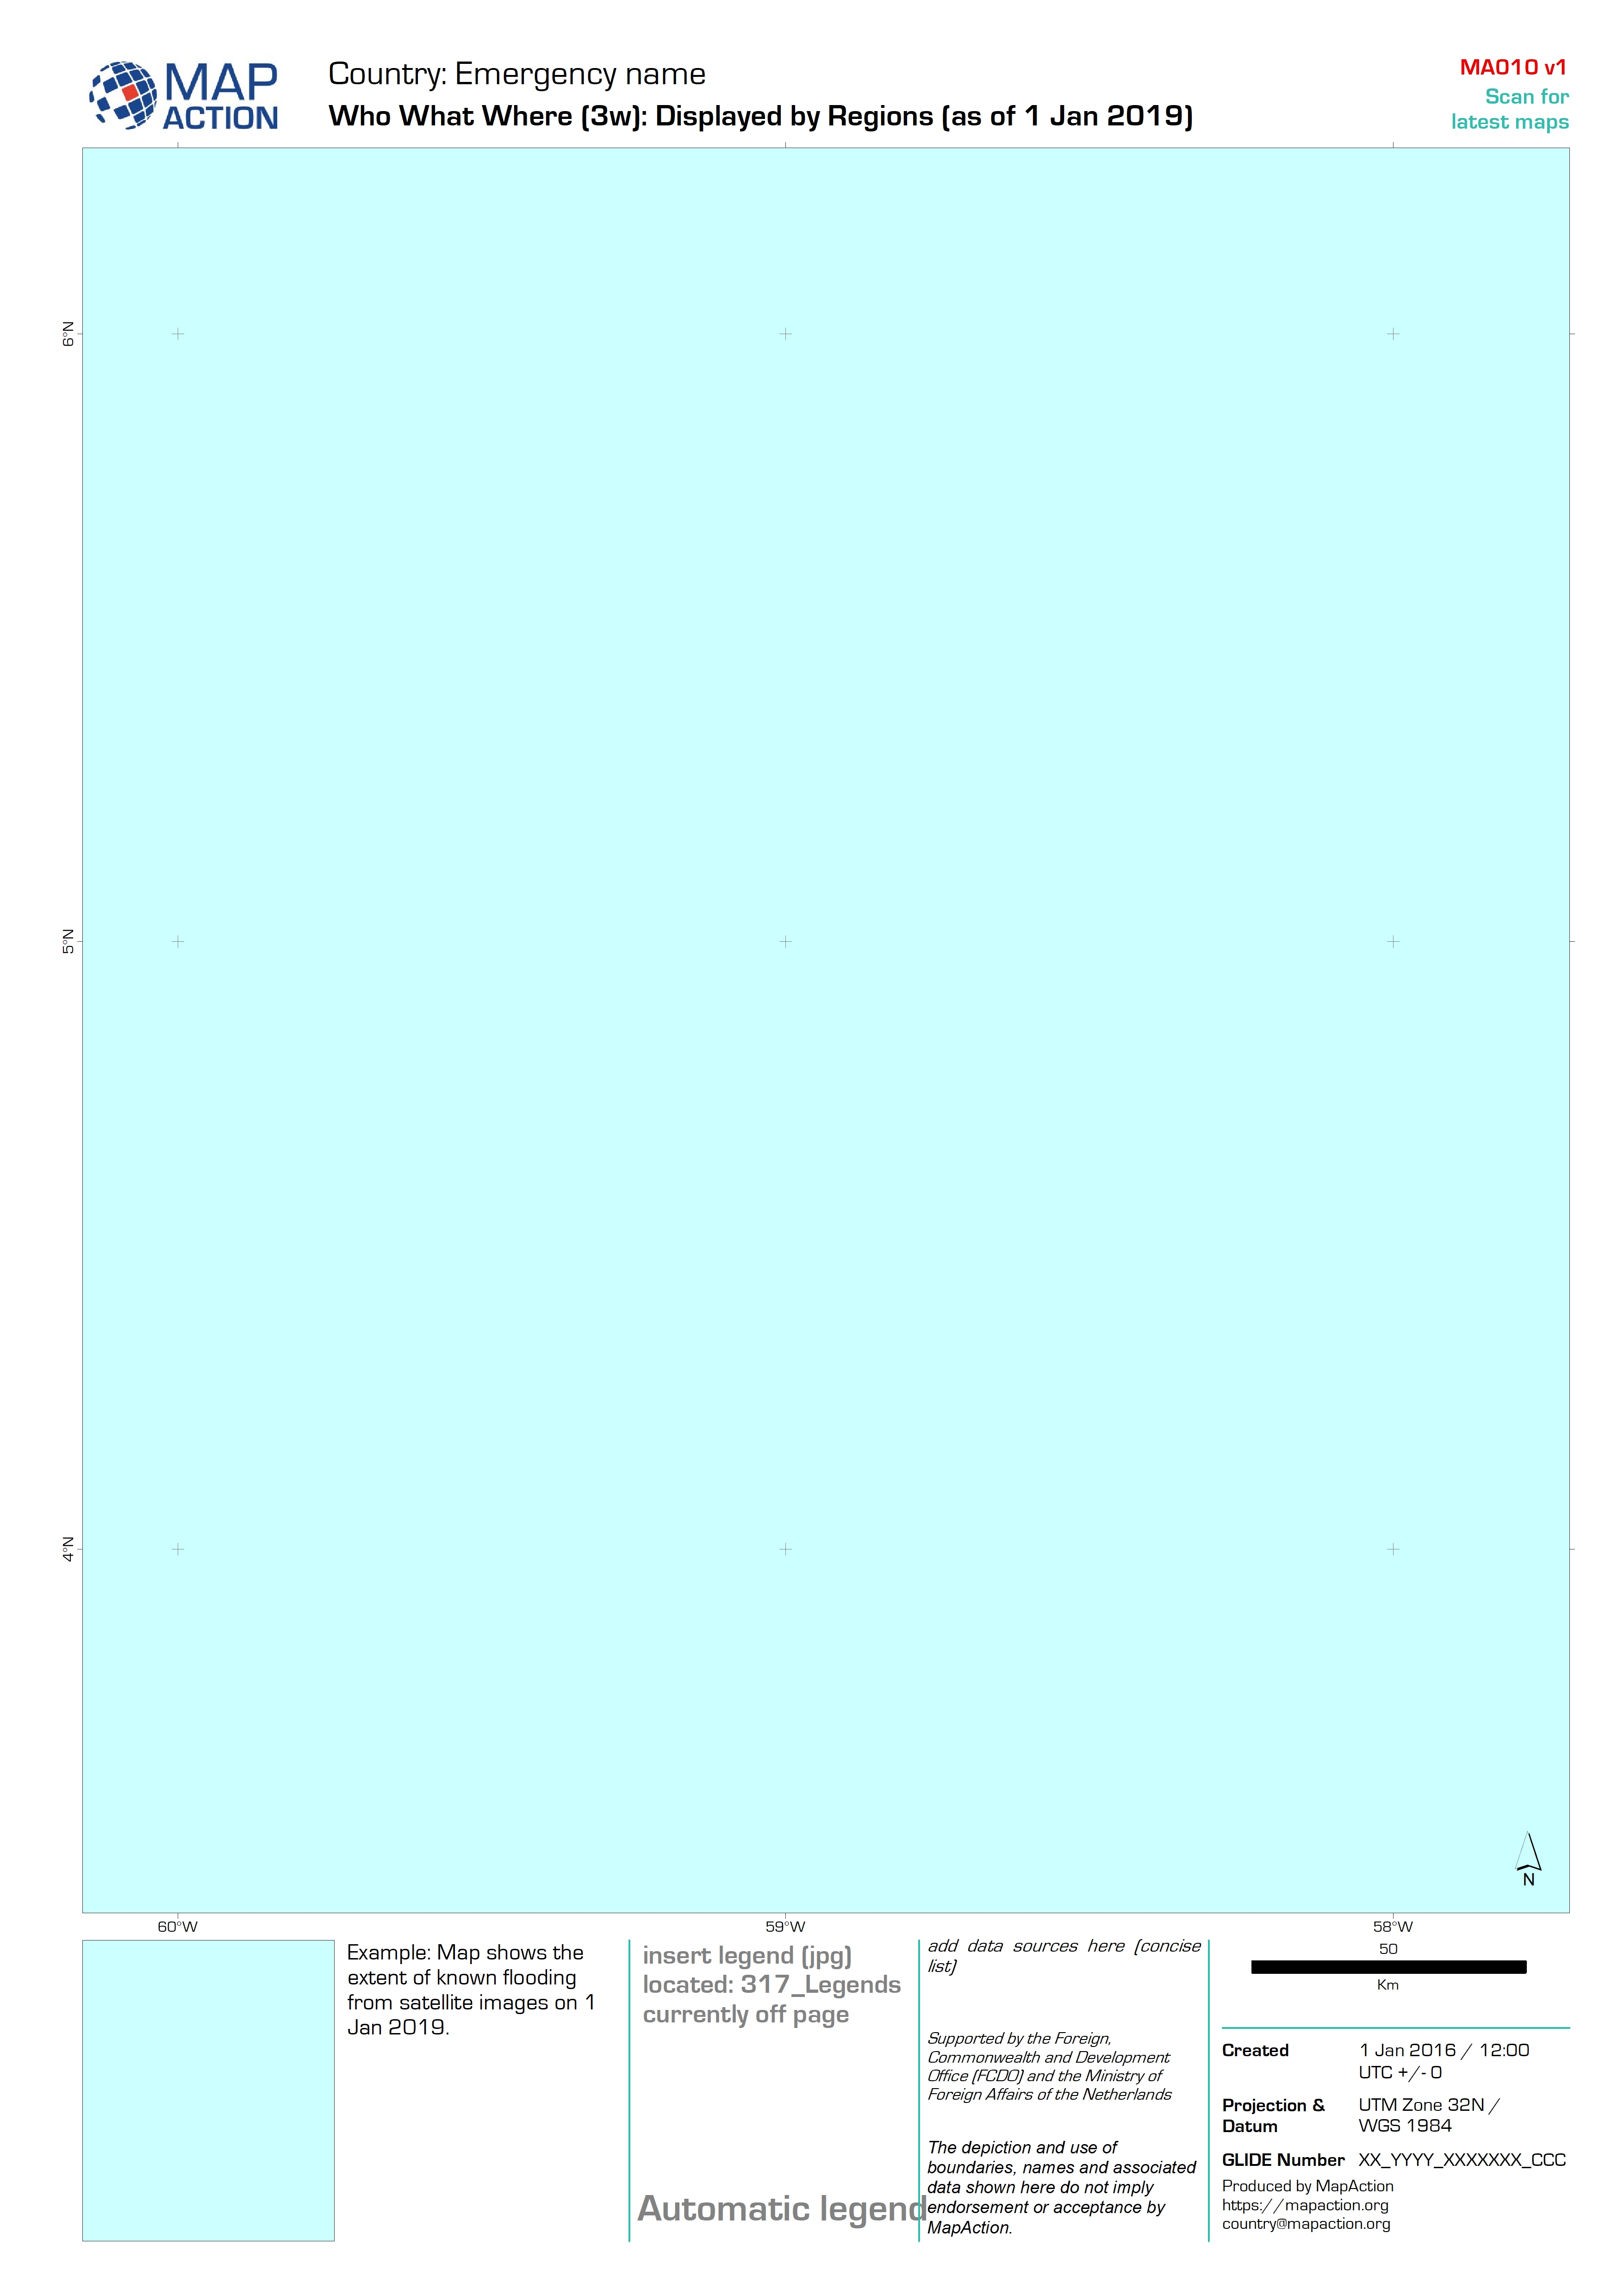 MAP
ACTION
Country: Emergency name
Who What Where (3w): Displayed by Regions (as of 1 Jan 2019)
MA010 v1
Scan for
latest maps
6°N
5°N
4°N
N
60°W
59°W
58°W
Example: Map shows the
extent of known flooding
from satellite images on 1
Jan 2019.
insert legend (jpg)
located: 317_Legends
currently off page
Automatic legend
add data sources here (concise
list)
Supported by the Foreign,
Commonwealth and Development
Office (FCDO) and the Ministry of
Foreign Affairs of the Netherlands
The depiction and use of
boundaries, names and associated
data shown here do not imply
endorsement or acceptance by
MapAction.
50
Km
Created 1 Jan 2016 / 12:00
UTC +/- 0
Projection & UTM Zone 32N /
Datum WGS 1984
GLIDE Number XX_YYYY_XXXXXXX_CCC
Produced by MapAction
https://mapaction.org
country@mapaction.org